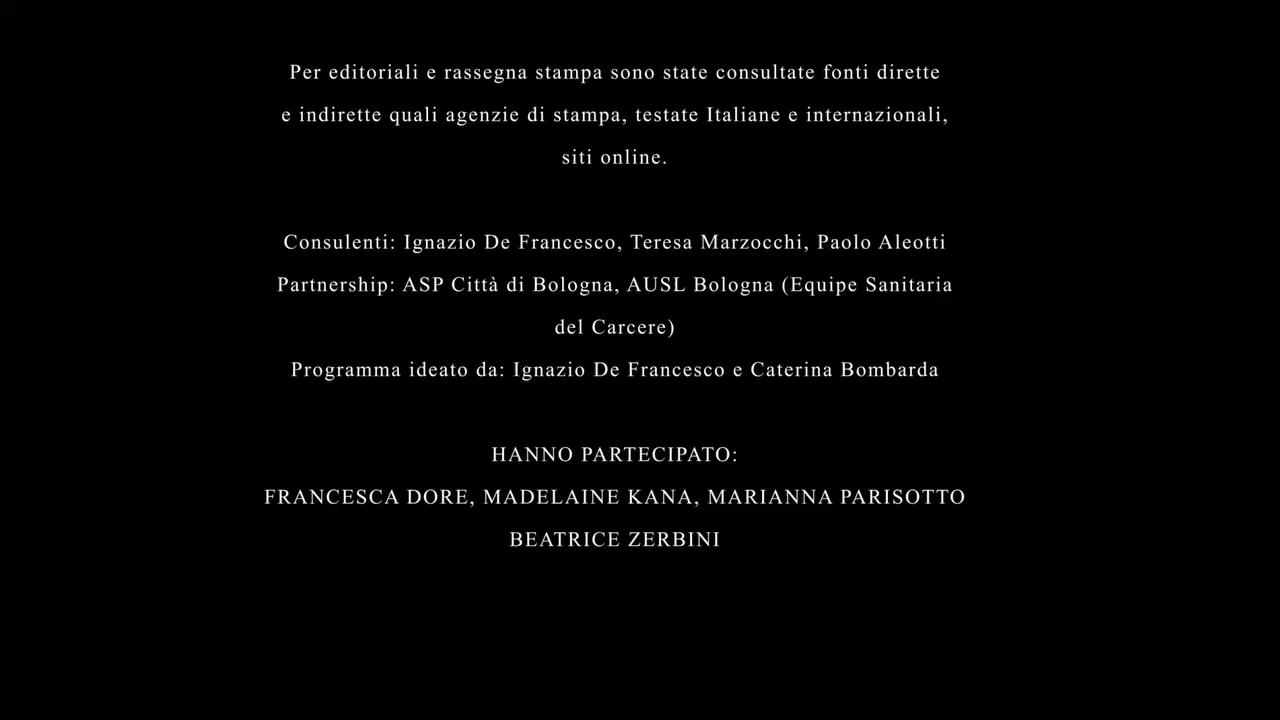 Per editoriali e rassegna stampa sono state consultate fonti dirette
e indirette quali agenzie di stampa, testate Italiane e internazionali,
siti online.
Consulenti: Ignazio De Francesco, Teresa Marzocchi, Paolo Aleotti
Partnership: ASP Città di Bologna, AUSL Bologna (Equipe Sanitaria
del Carcere)
Programma ideato da: Ignazio De Francesco e Caterina Bombarda
HANNO PARTECIPATO:
FRANCESCA DORE, MADELAINE KANA, MARIANNA PARISOTTO
BEATRICE ZERBINI